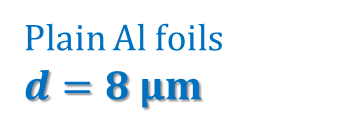 Plain Al foils
d = 8 μm